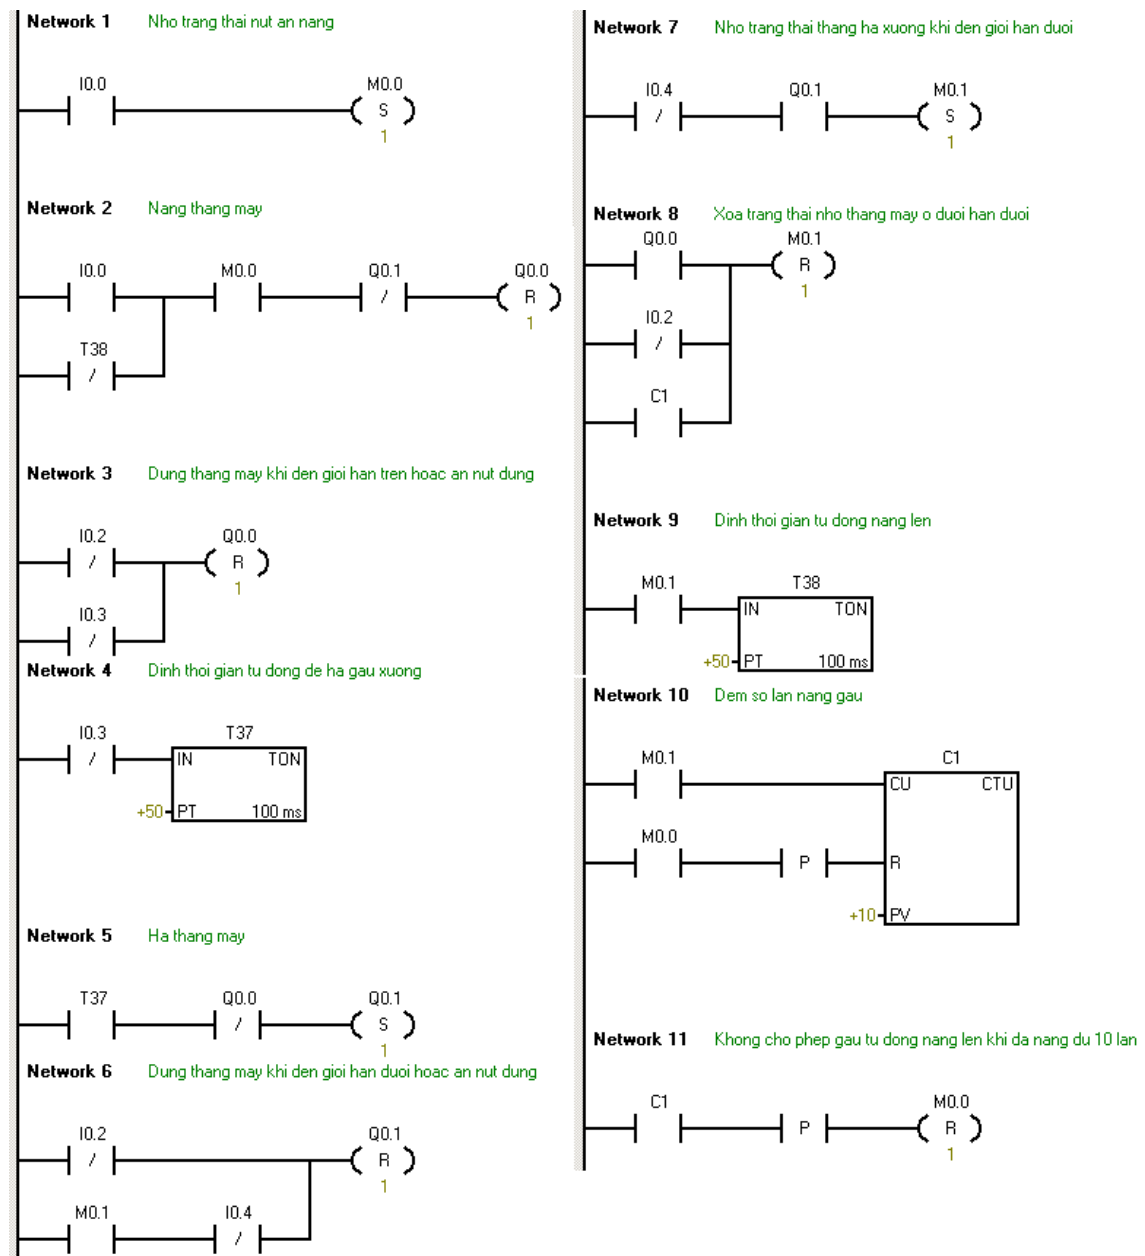 Network 1 Nho trang thai nut an nang
I0.0 M0.0
S
1
Network 2 Nang thang may
I0.0 M0.0 Q0.1 Q0.0
/ R
1
T38
/
Network 3 Dung thang may khi den gioi han tren hoac an nut dung
I0.2 Q0.0
/ R
1
I0.3
/
Network 4 Dinh thoi gian tu dong de ha gau xuong
I0.3 T37
/ IN TON
+50 PT 100 ms
Network 5 Ha thang may
T37 Q0.0 Q0.1
/ S
1
Network 6 Dung thang may khi den gioi han duoi hoac an nut dung
I0.2 Q0.1
/ R
1
M0.1 I0.4
/
Network 7 Nho trang thai thang ha xuong khi den gioi han duoi
I0.4 Q0.1 M0.1
/ S
1
Network 8 Xoa trang thai nho thang may o duoi han duoi
Q0.0 M0.1
R
1
I0.2
/
C1
Network 9 Dinh thoi gian tu dong nang len
M0.1 T38
IN TON
+50 PT 100 ms
Network 10 Dem so lan nang gau
M0.1 C1
CU CTU
M0.0
P R
+10 PV
Network 11 Khong cho phep gau tu dong nang len khi da nang du 10 lan
C1 M0.0
P R
1